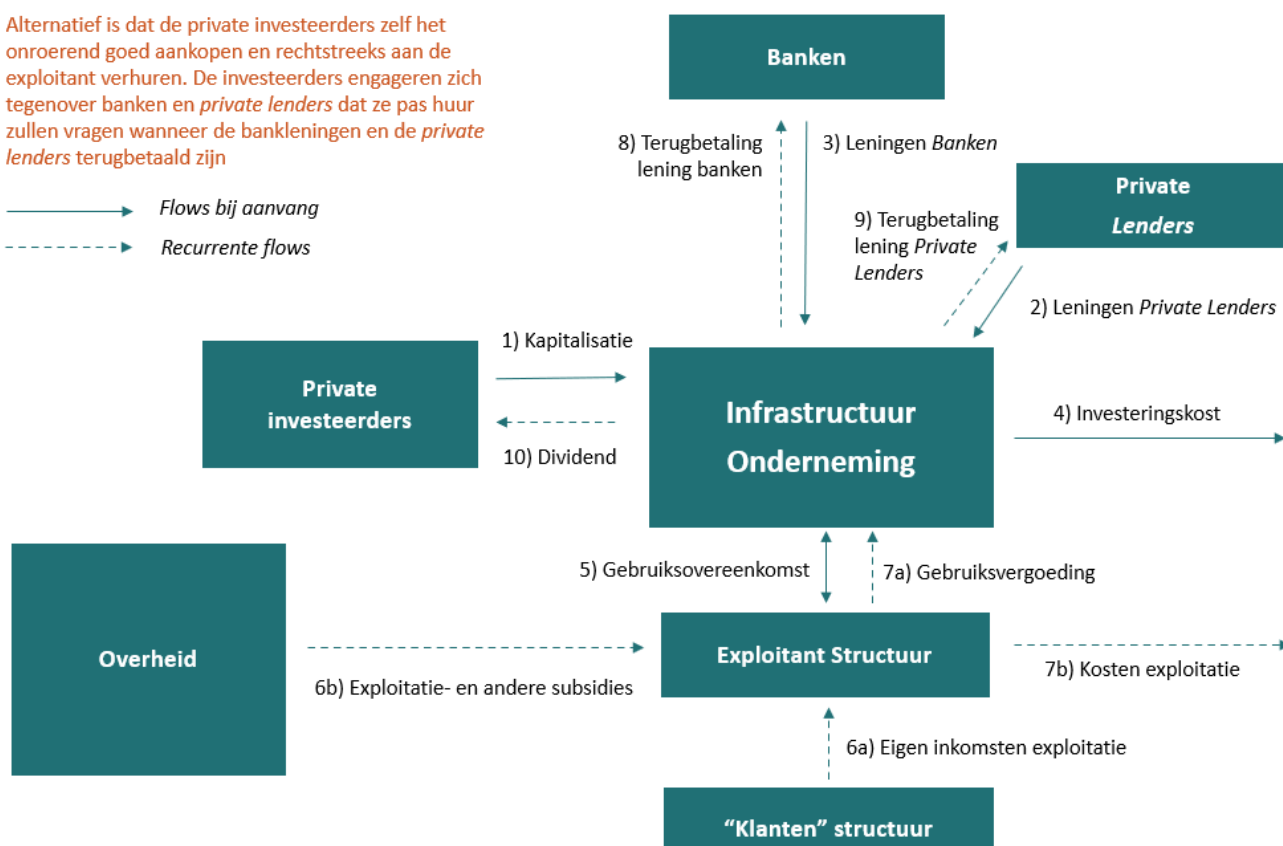 Alternatief is dat de private investeerders zelf het
onroerend goed aankopen en rechtstreeks aan de
exploitant verhuren. De investeerders engageren zich
tegenover banken en private lenders dat ze pas huur
zullen vragen wanneer de bankleningen en de private
lenders terugbetaald zijn
Flows bij aanvang
Recurrente flows
Banken
8) Terugbetaling
lening banken
3) Leningen Banken
Private
Lenders
9) Terugbetaling
lening Private
Lenders
2) Leningen Private Lenders
1) Kapitalisatie
Private
investeerders
10) Dividend
Infrastructuur
Onderneming
4) Investeringskost
5) Gebruiksovereenkomst
7a) Gebruiksvergoeding
Overheid
6b) Exploitatie- en andere subsidies
Exploitant Structuur
7b) Kosten exploitatie
6a) Eigen inkomsten exploitatie
“Klanten” structuur